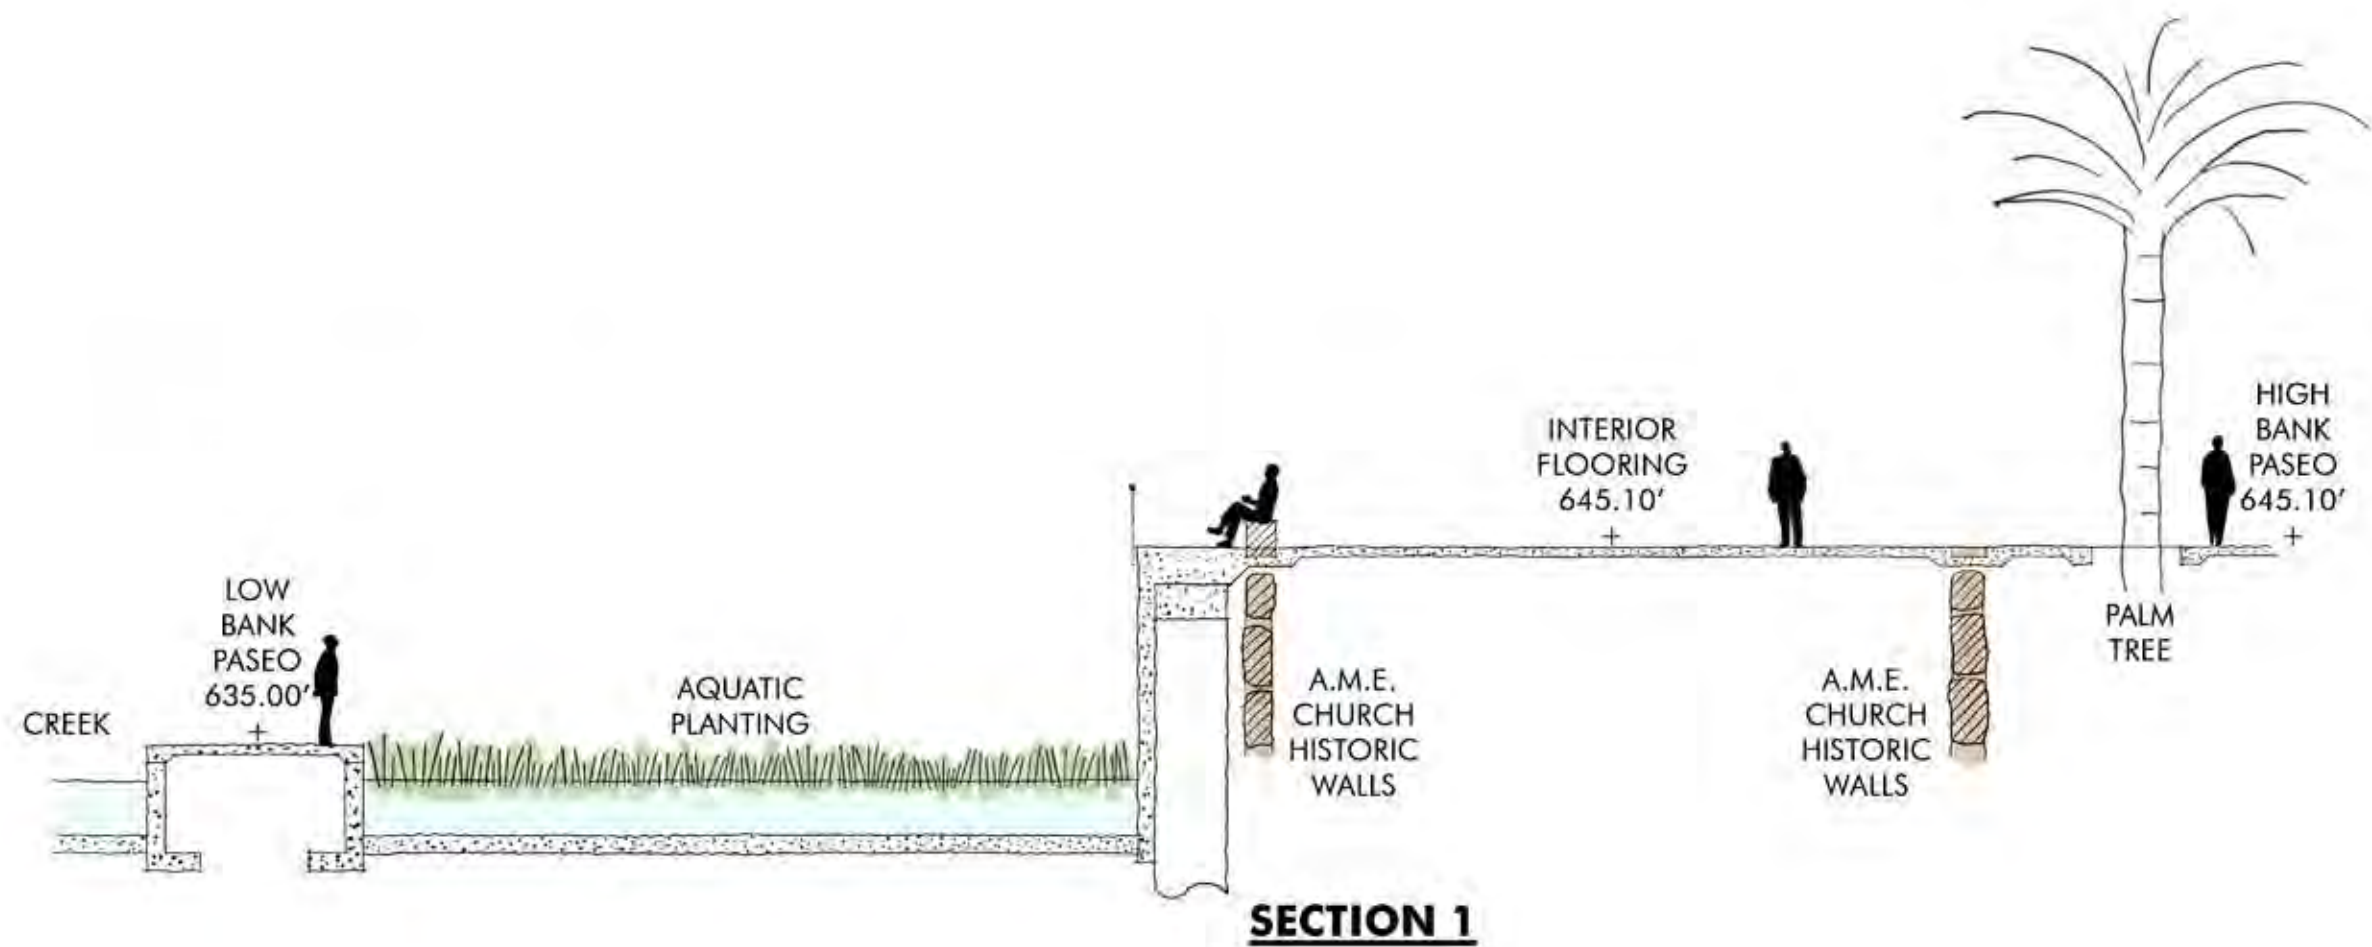 CREEK
LOW
BANK
PASEO
635.00'
AQUATIC
PLANTING
INTERIOR
FLOORING
645.10'
HIGH
BANK
PASEO
645.10'
A.M.E.
CHURCH
HISTORIC
WALLS
A.M.E.
CHURCH
HISTORIC
WALLS
PALM
TREE
SECTION 1